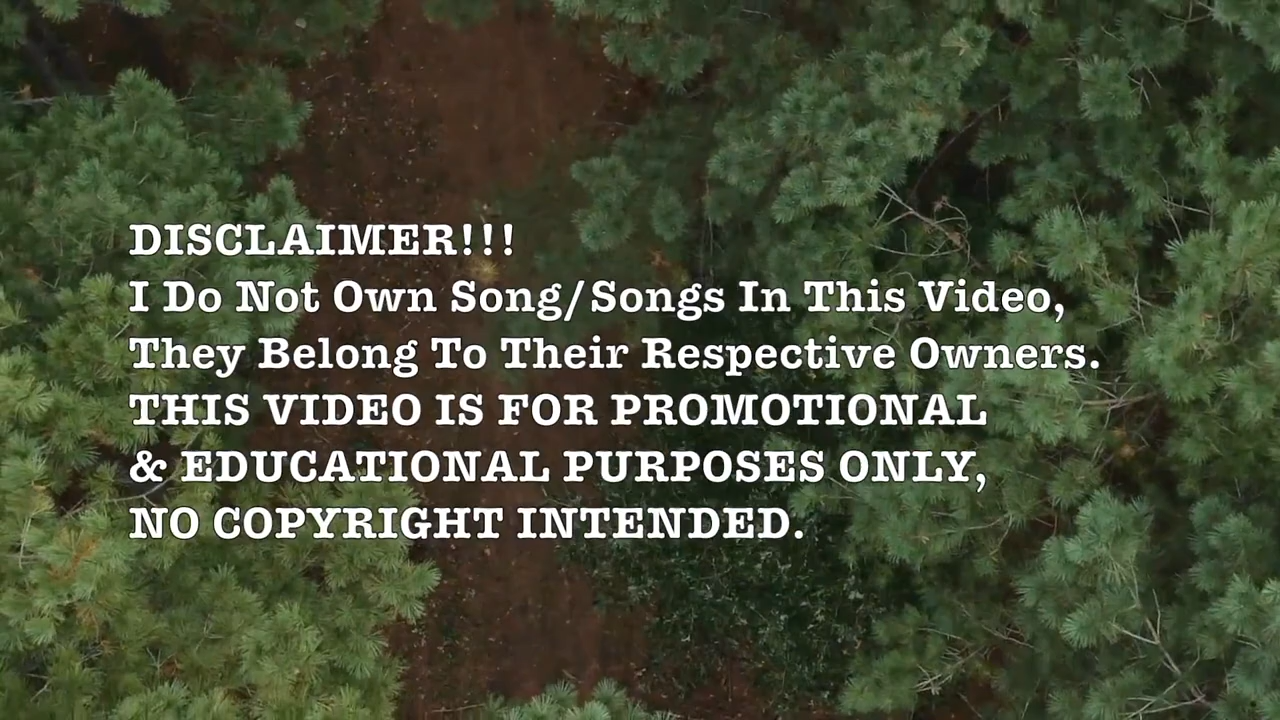 DISCLAIMER!!!
I Do Not Own Song/Songs In This Video,
They Belong To Their Respective Owners.
THIS VIDEO IS FOR PROMOTIONAL
& EDUCATIONAL PURPOSES ONLY,
NO COPYRIGHT INTENDED.